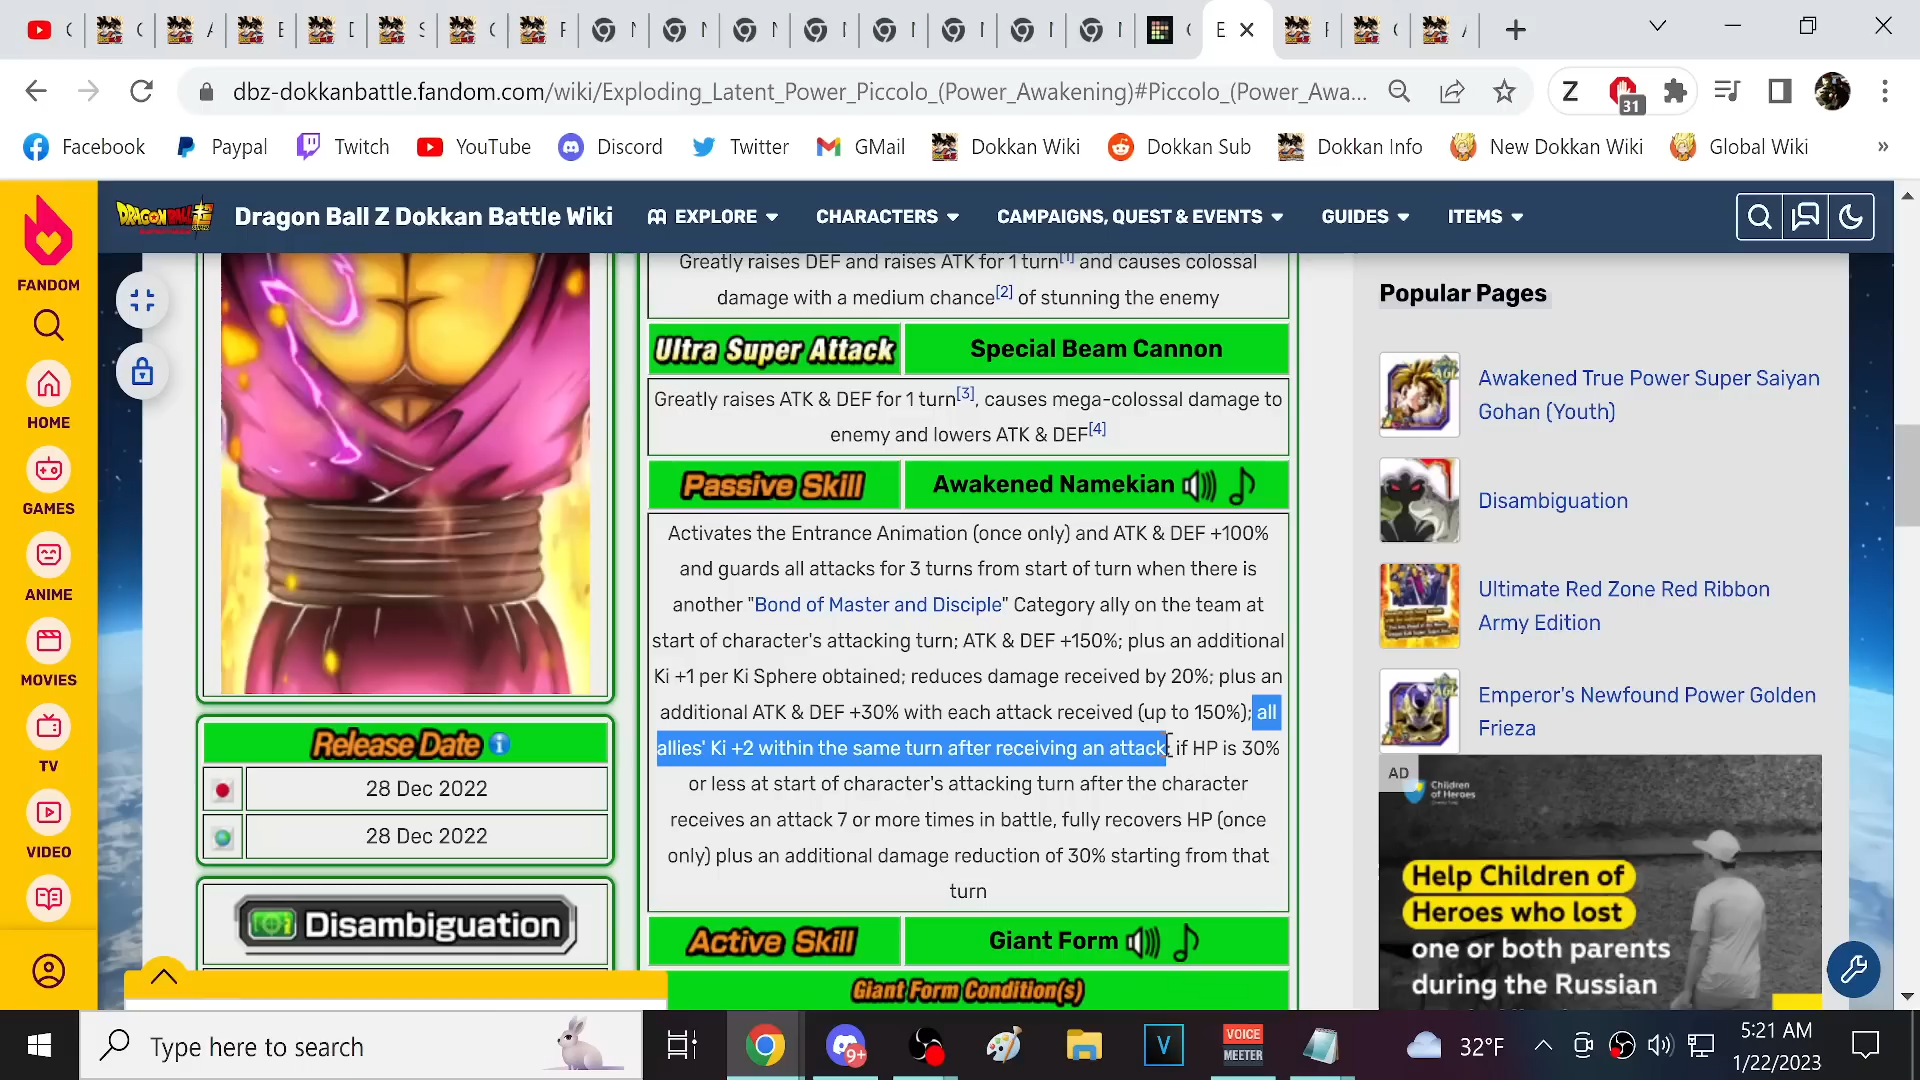 dbz-dokkanbattle.fandom.com/wiki/Exploding_Latent_Power_Piccolo_(Power_Awakening)#Piccolo_(Power_Awa...
31
Facebook
Paypal
Twitch
YouTube
Discord
Twitter
GMail
Dokkan Wiki
Dokkan Sub
Dokkan Info
New Dokkan Wiki
Global Wiki
»
Dragon Ball Z Dokkan Battle Wiki
EXPLORE
CHARACTERS
CAMPAIGNS, QUEST & EVENTS
GUIDES
ITEMS
FANDOM
HOME
GAMES
ANIME
MOVIES
TV
VIDEO
Greatly raises DEF and raises ATK for 1 turn[1] and causes colossal
damage with a medium chance[2] of stunning the enemy
Ultra Super Attack
Special Beam Cannon
Greatly raises ATK & DEF for 1 turn[3], causes mega-colossal damage to
enemy and lowers ATK & DEF[4]
Passive Skill
Awakened Namekian
Activates the Entrance Animation (once only) and ATK & DEF +100%
and guards all attacks for 3 turns from start of turn when there is
another "Bond of Master and Disciple" Category ally on the team at
start of character's attacking turn; ATK & DEF +150%; plus an additional
Ki +1 per Ki Sphere obtained; reduces damage received by 20%; plus an
additional ATK & DEF +30% with each attack received (up to 150%); all
allies' Ki +2 within the same turn after receiving an attack; if HP is 30%
or less at start of character's attacking turn after the character
receives an attack 7 or more times in battle, fully recovers HP (once
only) plus an additional damage reduction of 30% starting from that
turn
Active Skill
Giant Form
Giant Form Condition(s)
Release Date
28 Dec 2022
28 Dec 2022
Disambiguation
Popular Pages
Awakened True Power Super Saiyan
Gohan (Youth)
Disambiguation
Ultimate Red Zone Red Ribbon
Army Edition
Emperor's Newfound Power Golden
Frieza
AD
Children of
Heroes
Help Children of
Heroes who lost
one or both parents
during the Russian
Type here to search
9+
V
VOICE
MEETER
32°F
5:21 AM
1/22/2023